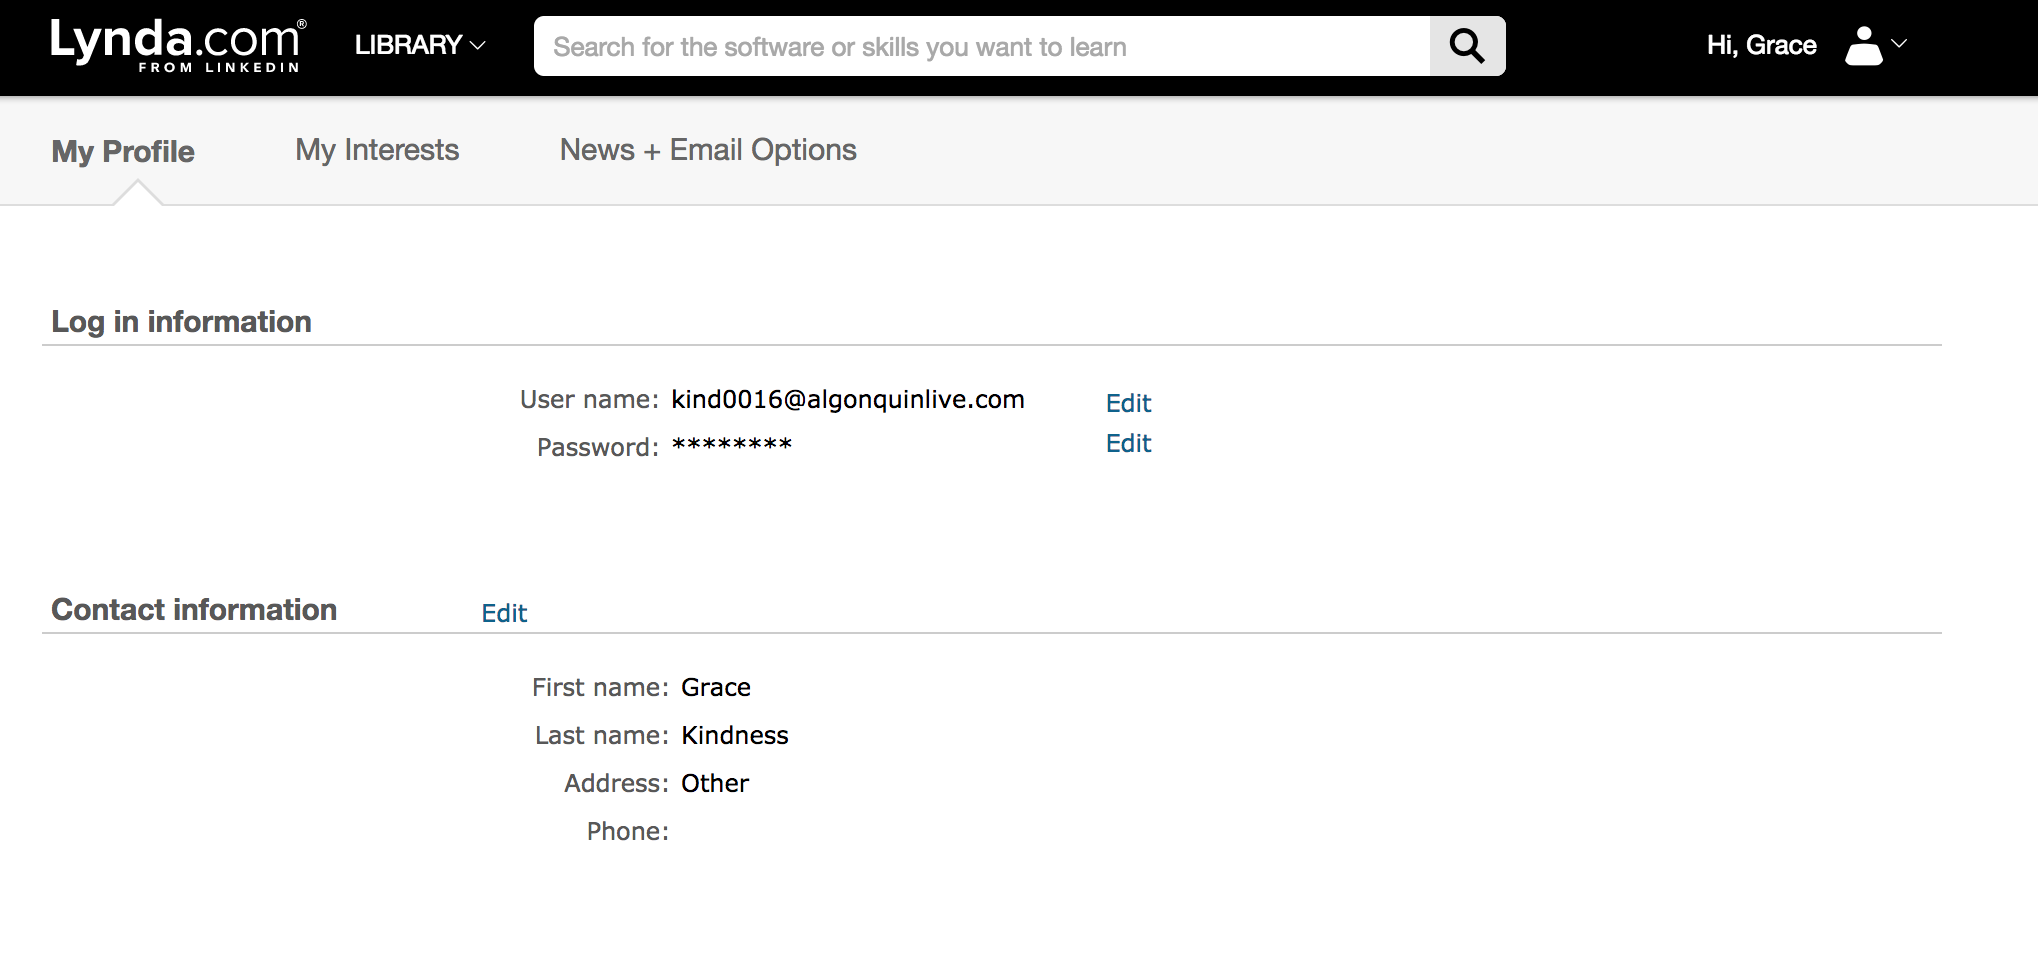 Lynda.com®
FROM LINKEDIN
LIBRARY
Search for the software or skills you want to learn
Hi, Grace
My Profile
My Interests
News + Email Options
Log in information
User name: kind0016@algonquinlive.com Edit
Password: ******** Edit
Contact information Edit
First name: Grace
Last name: Kindness
Address: Other
Phone: